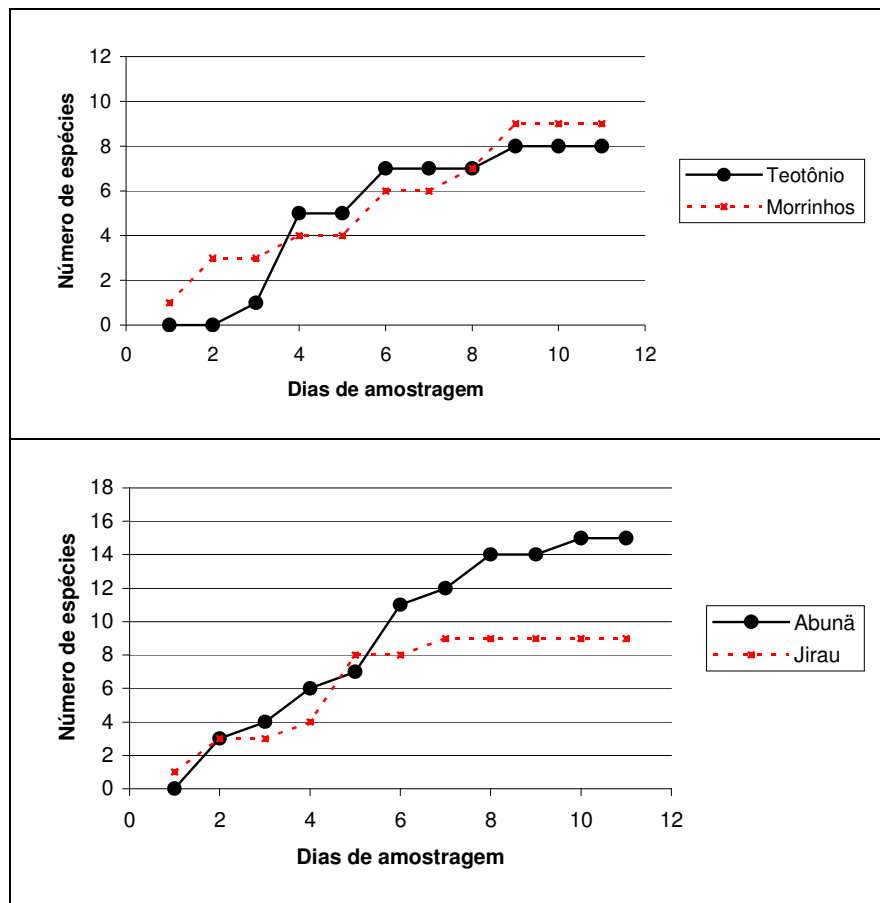 12
10
8
6
4
2
0
Número de espécies
0 2 4 6 8 10 12
Dias de amostragem
Teotônio
Morrinhos
18
16
14
12
10
8
6
4
2
0
Número de espécies
0 2 4 6 8 10 12
Dias de amostragem
Abunä
Jirau